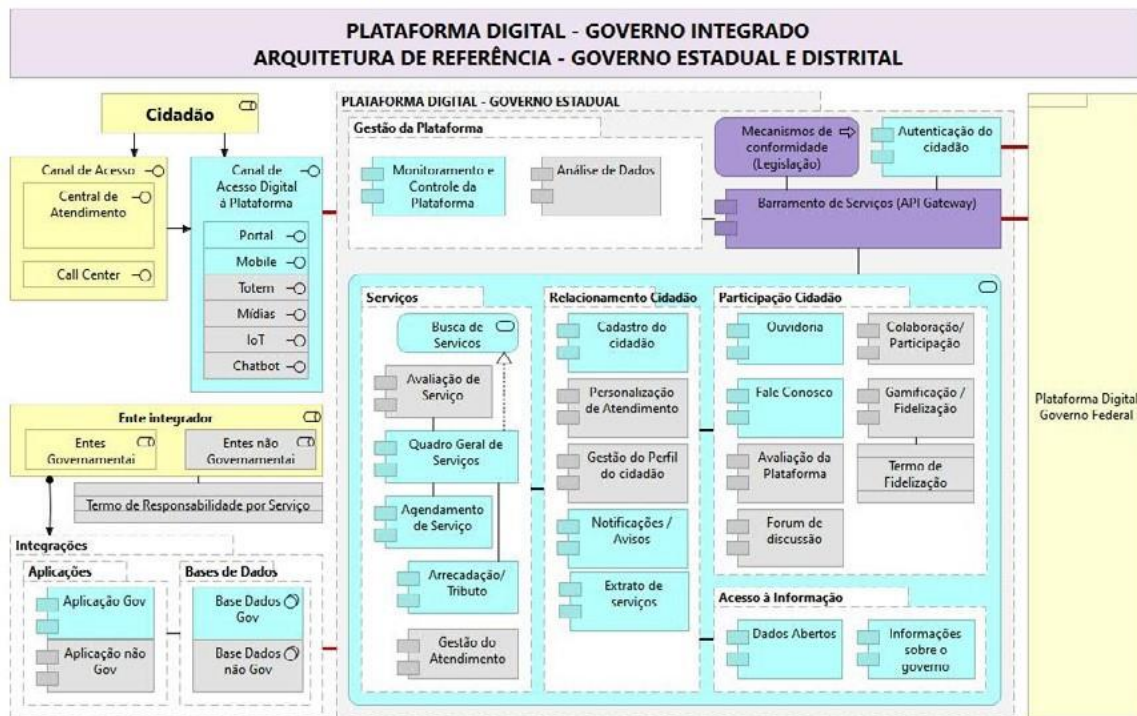 PLATAFORMA DIGITAL - GOVERNO INTEGRADO
ARQUITETURA DE REFERÊNCIA - GOVERNO ESTADUAL E DISTRITAL
Cidadão
Canal de Acesso
Central de
Atendimento
Call Center
Canal de
Acesso Digital
à Plataforma
Portal
Mobile
Totem
Mídias
IoT
Chatbot
Ente integrador
Entes
Governamentai
Entes não
Governamentai
Termo de Responsabilidade por Serviço
Integrações
Aplicações
Aplicação Gov
Aplicação não
Gov
Bases de Dados
Base Dados
Gov
Base Dados
não Gov
PLATAFORMA DIGITAL - GOVERNO ESTADUAL
Gestão da Plataforma
Monitoramento e
Controle da
Plataforma
Análise de Dados
Mecanismos de
conformidade
(Legislação)
Autenticação do
cidadão
Barramento de Serviços (API Gateway)
Serviços
Busca de
Servicos
Avaliação de
Serviço
Quadro Geral de
Serviços
Agendamento
de Serviço
Arrecadação/
Tributo
Gestão do
Atendimento
Relacionamento Cidadão
Cadastro do
cidadão
Personalização
de Atendimento
Gestão do Perfil
do cidadão
Notificações /
Avisos
Extrato de
serviços
Participação Cidadão
Ouvidoria
Colaboração/
Participação
Fale Conosco
Gamificação /
Fidelização
Avaliação da
Plataforma
Termo de
Fidelização
Forum de
discussão
Acesso à Informação
Dados Abertos
Informações
sobre o
governo
Plataforma Digital
Governo Federal